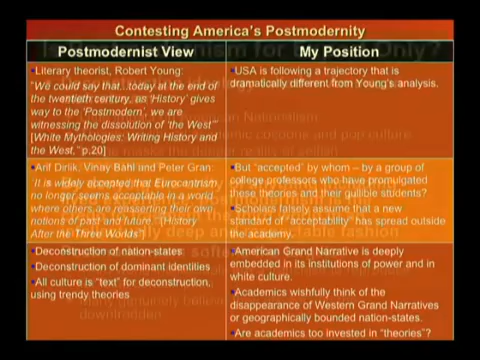 Contesting America's Postmodernity
Postmodernist View
My Position
▪Literary theorist, Robert Young:
"We could say that...today at the end of
the twentieth century, as 'History' gives
way to the 'Postmodern', we are
witnessing the dissolution of 'the West'"
[White Mythologies: Writing History and
the West," p.20]
▪USA is following a trajectory that is
dramatically different from Young's analysis.
▪Arif Dirlik, Vinay Bahl and Peter Gran:
"It is widely accepted that Eurocentrism
no longer seems acceptable in a world
where others are reasserting their own
notions of past and future." [History
After the Three Worlds"]
▪But "accepted" by whom – by a group of
college professors who have promulgated
these theories and their gullible students?
▪Scholars falsely assume that a new
standard of "acceptability" has spread outside
the academy.
▪Deconstruction of nation-states
▪Deconstruction of dominant identities
▪All culture is "text" for deconstruction,
using trendy theories
▪American Grand Narrative is deeply
embedded in its institutions of power and in
white culture.
▪Academics wishfully think of the
disappearance of Western Grand Narratives
or geographically bounded nation-states.
▪Are academics too invested in "theories"?